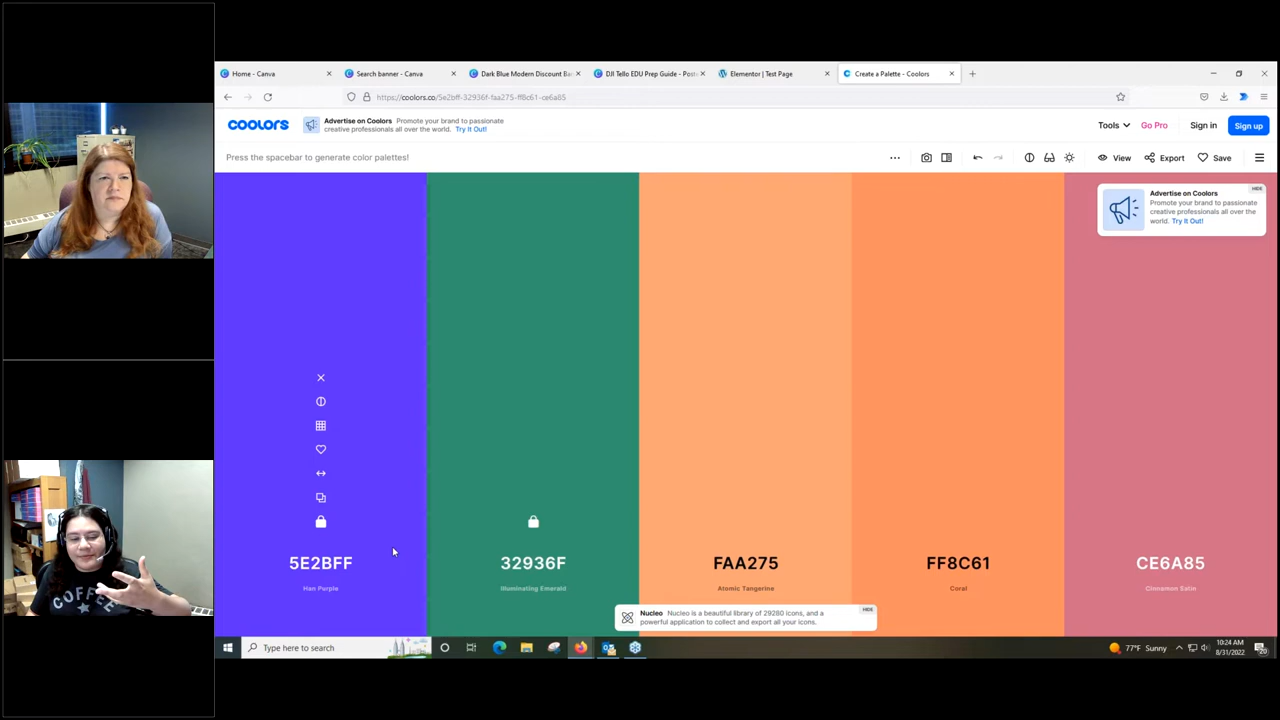 Home - Canva
Search banner - Canva
Dark Blue Modern Discount Ba
DJI Tello EDU Prep Guide - Post
Elementor | Test Page
Create a Palette - Coolors
https://coolors.co/5e2bff-32936f-faa275-ff8c61-ce6a85
coolors
Advertise on Coolors Promote your brand to passionate
creative professionals all over the world. Try It Out!
Tools
Go Pro
Sign in
Sign up
Press the spacebar to generate color palettes!
View
Export
Save
HIDE
Advertise on Coolors
Promote your brand to passionate
creative professionals all over the
world. Try It Out!
5E2BFF
Han Purple
32936F
Illuminating Emerald
FAA275
Atomic Tangerine
FF8C61
Coral
CE6A85
Cinnamon Satin
Nucleo Nucleo is a beautiful library of 29280 icons, and a
powerful application to collect and export all your icons.
HIDE
COFFEE
Type here to search
77°F Sunny
10:24 AM
8/31/2022
20